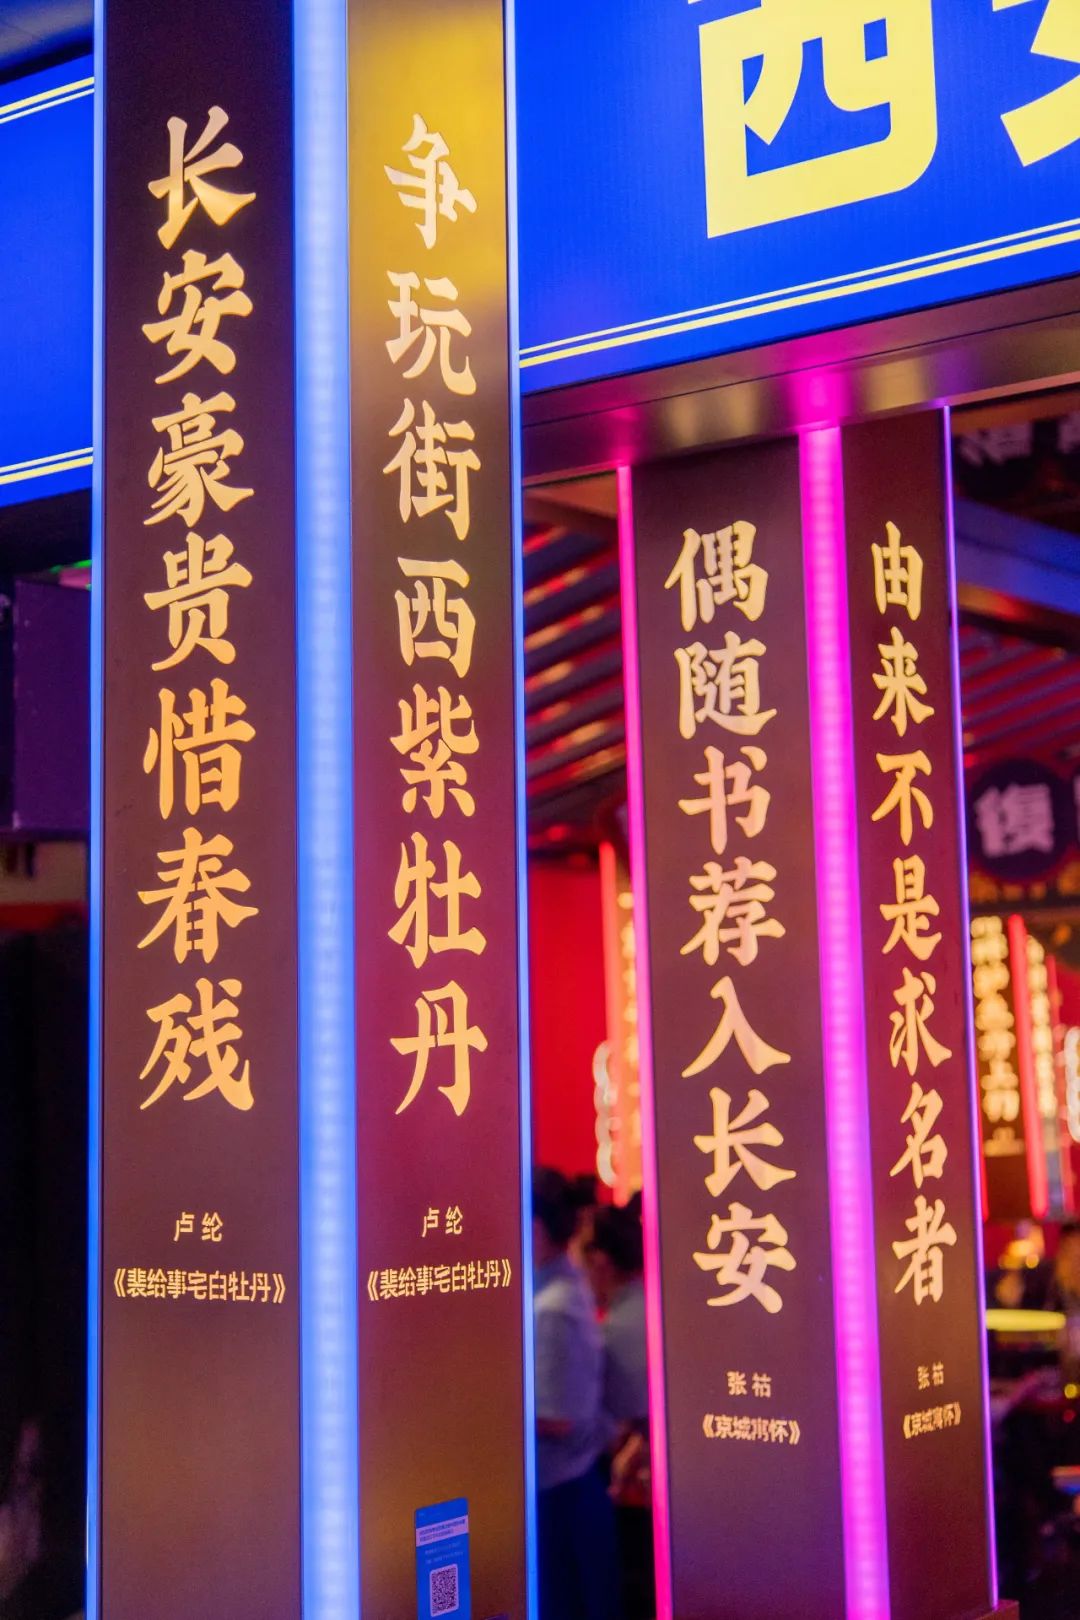 西
长安豪贵惜春残
卢纶
《裴给事宅白牡丹》
争玩街西紫牡丹
卢纶
《裴给事宅白牡丹》
偶随书荐入长安
张祜
《京城寓怀》
由来不是求名者
张祜
《京城寓怀》
復